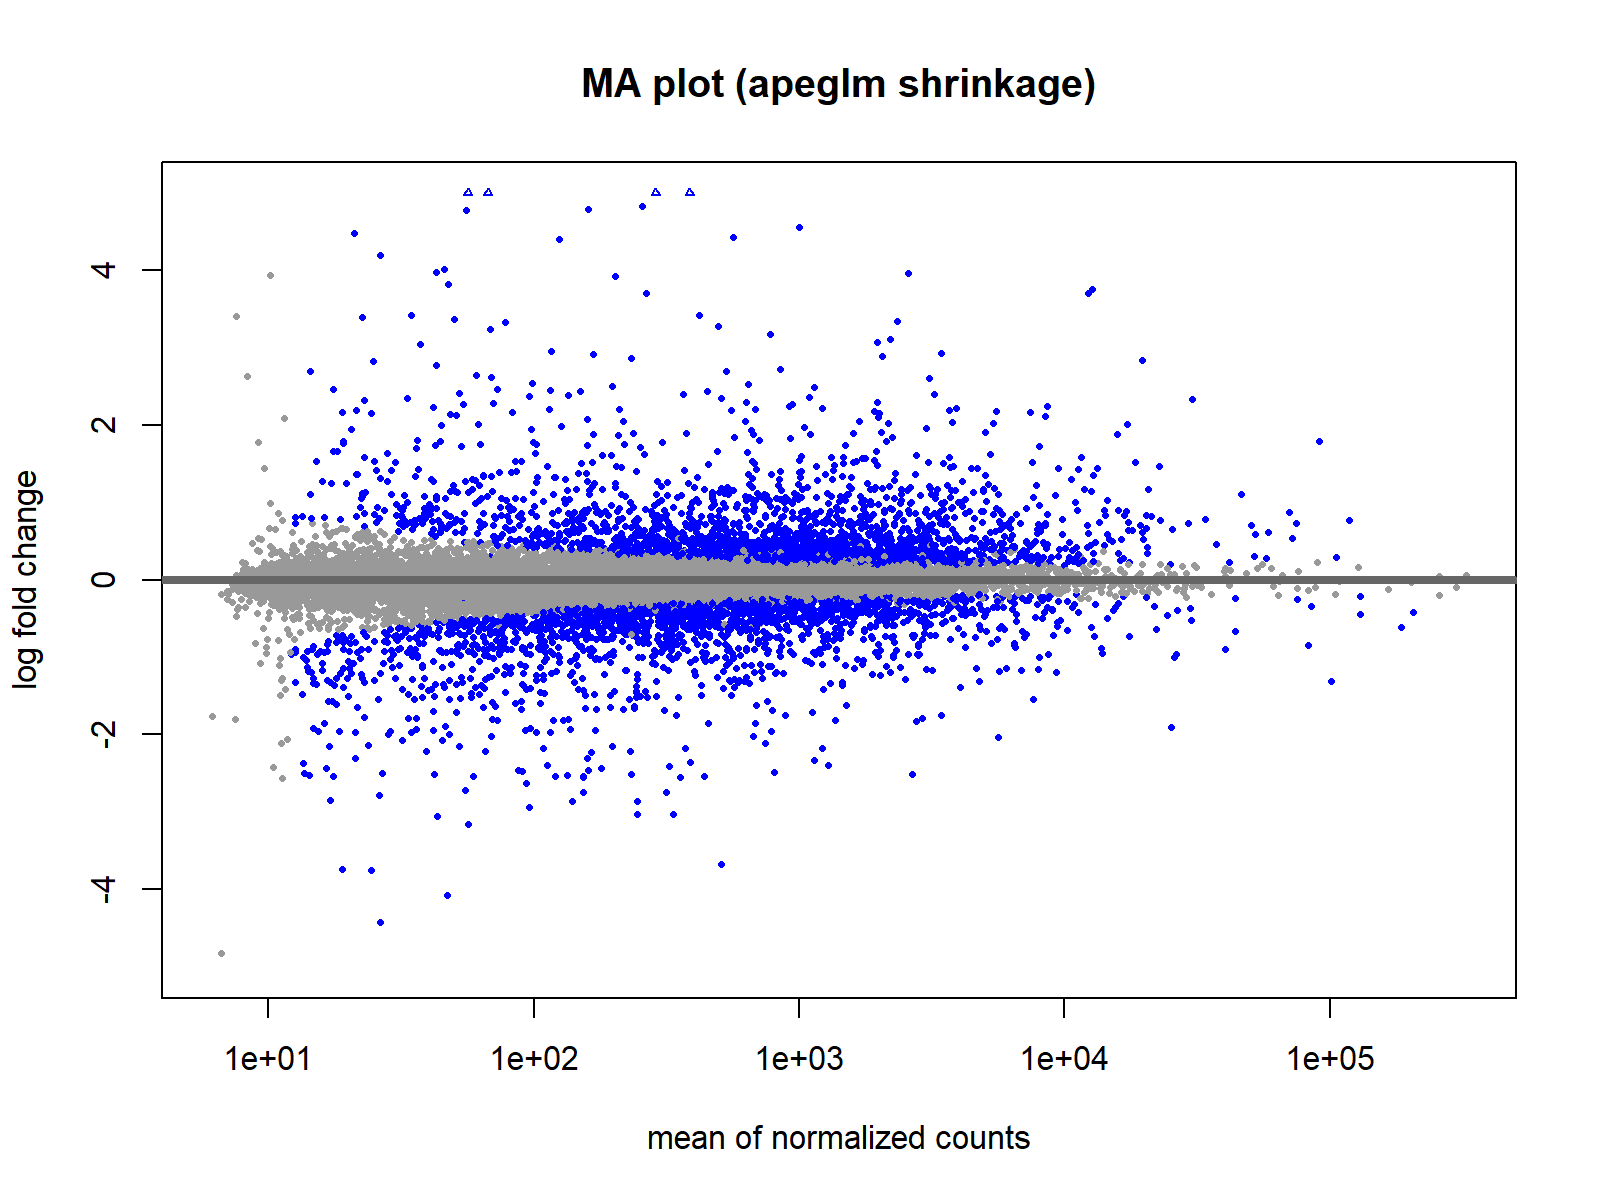 MA plot (apeglm shrinkage)
log fold change
4
2
0
-2
-4
1e+01 1e+02 1e+03 1e+04 1e+05
mean of normalized counts